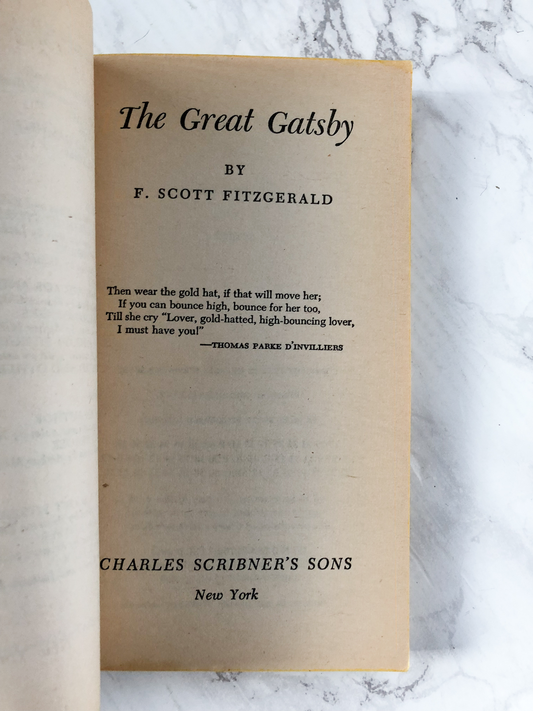 The Great Gatsby
BY
F. SCOTT FITZGERALD
Then wear the gold hat, if that will move her;
If you can bounce high, bounce for her too,
Till she cry "Lover, gold-hatted, high-bouncing lover,
I must have you!"
—THOMAS PARKE D'INVILLIERS
CHARLES SCRIBNER'S SONS
New York